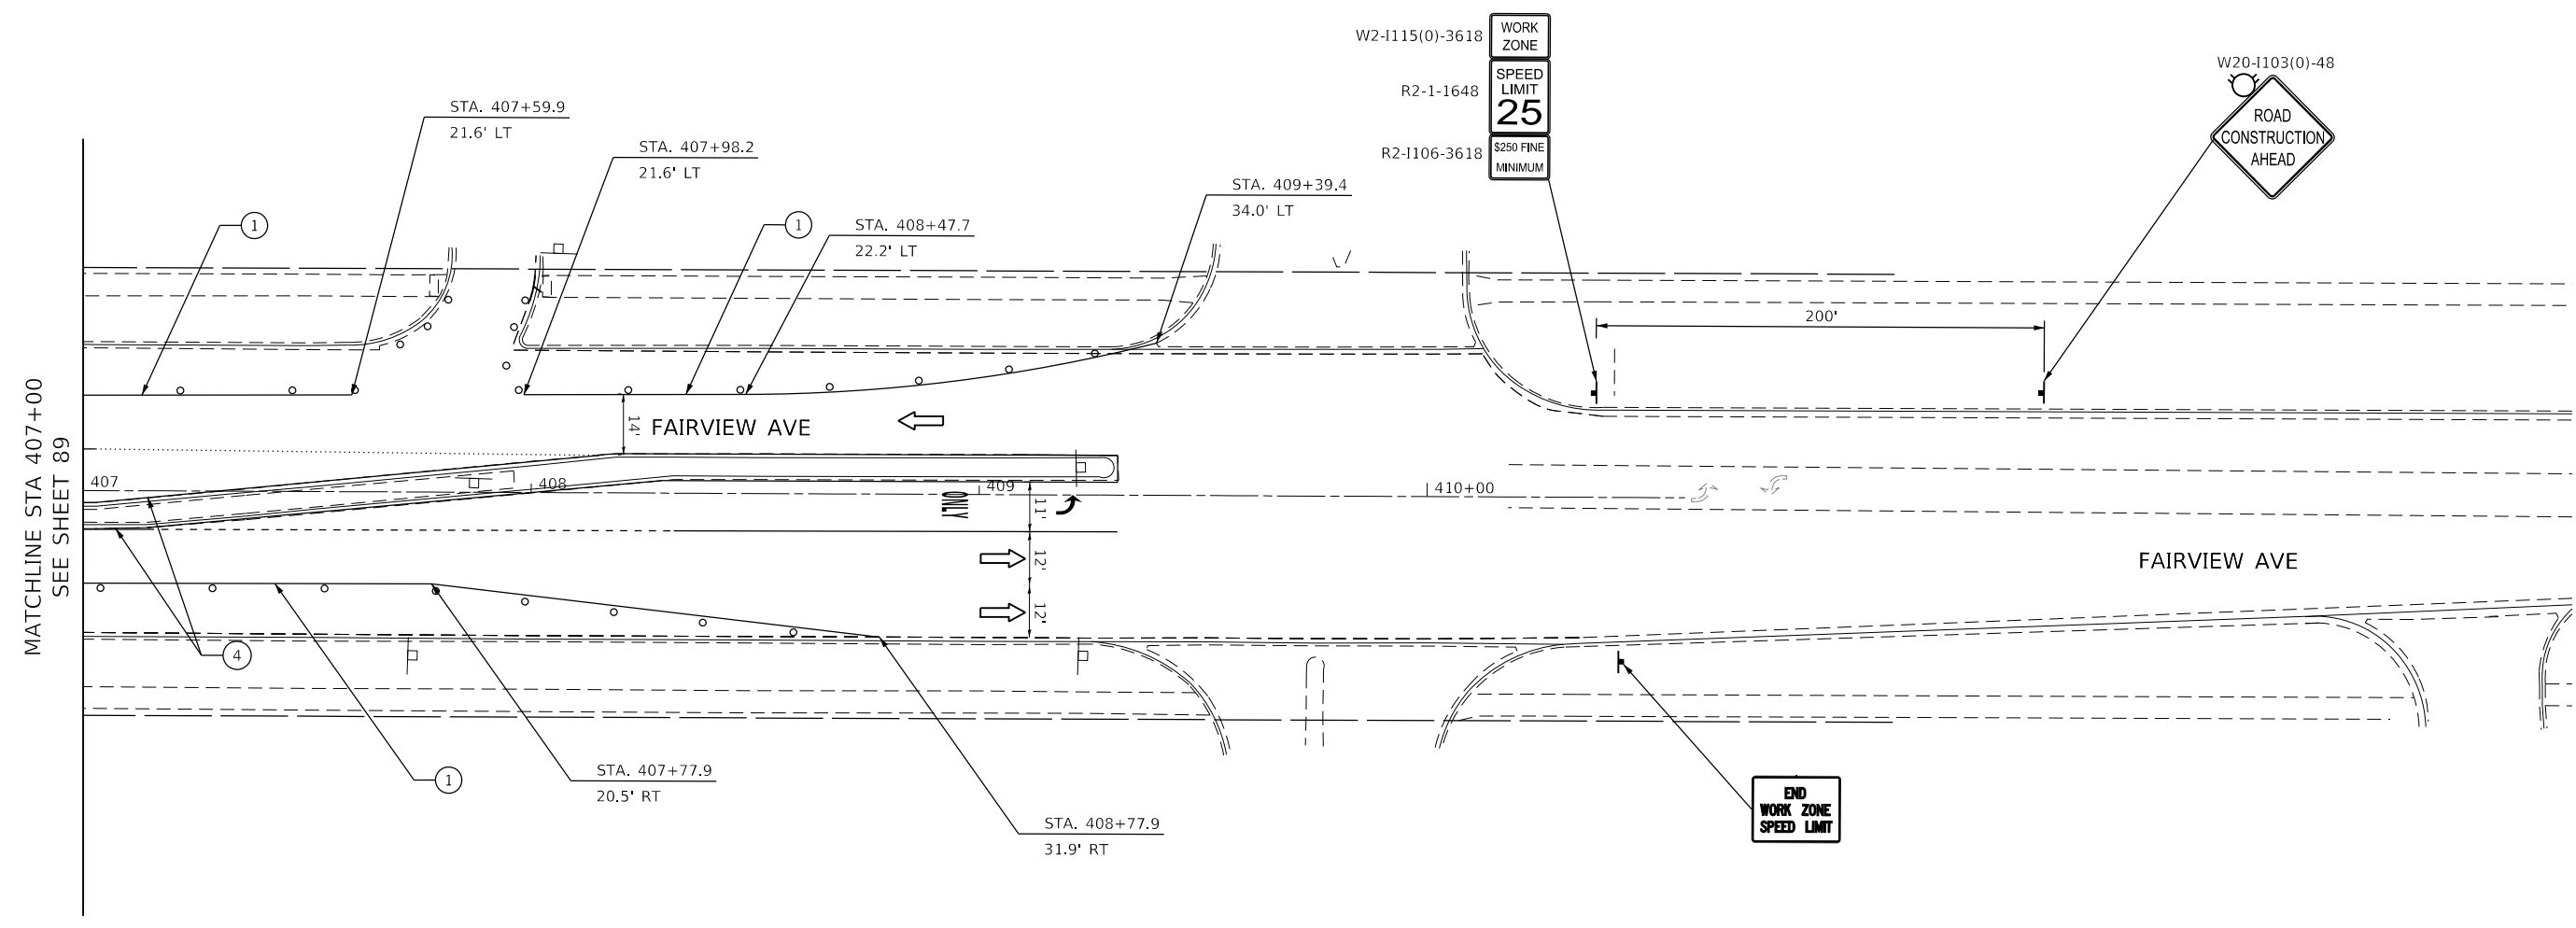 W2-I115(0)-3618
WORK
ZONE
R2-1-1648
SPEED
LIMIT
25
R2-I106-3618
$250 FINE
MINIMUM
W20-I103(0)-48
ROAD
CONSTRUCTION
AHEAD
STA. 407+59.9
21.6' LT
STA. 407+98.2
21.6' LT
STA. 409+39.4
34.0' LT
1
1
STA. 408+47.7
22.2' LT
200'
MATCHLINE STA 407+00
SEE SHEET 89
14'
FAIRVIEW AVE
407
408
409
410+00
ONLY
11'
12'
12'
FAIRVIEW AVE
4
1
STA. 407+77.9
20.5' RT
STA. 408+77.9
31.9' RT
END
WORK ZONE
SPEED LIMIT